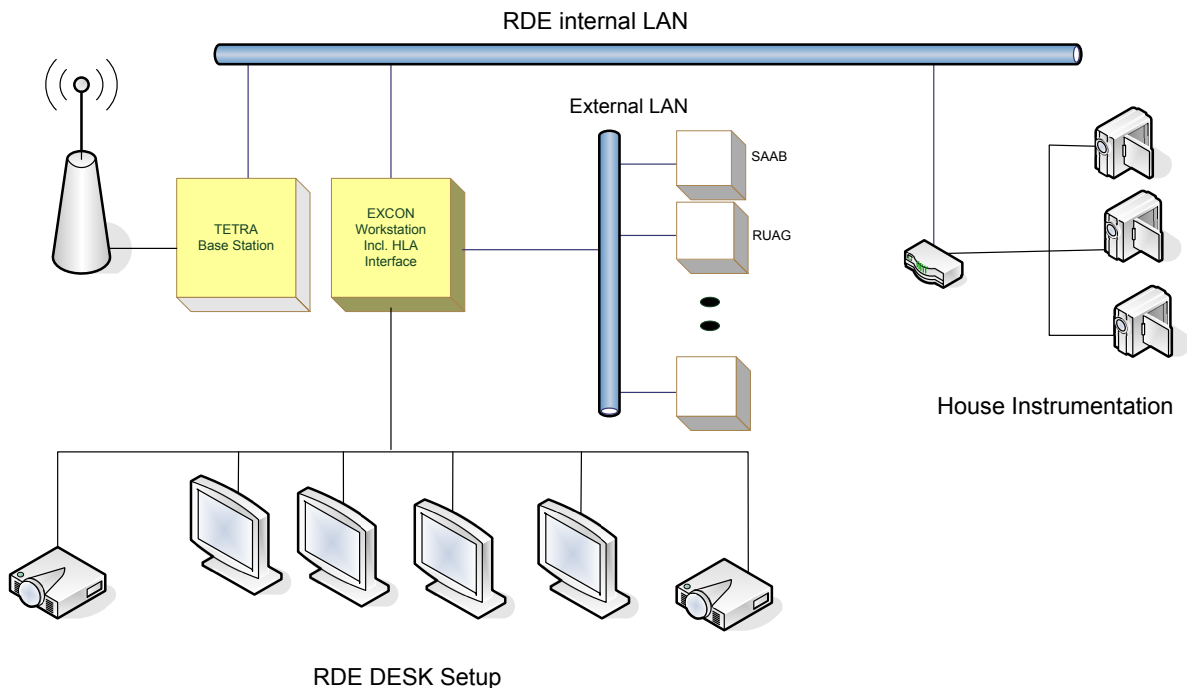 RDE internal LAN
External LAN
SAAB
TETRA
Base Station
EXCON
Workstation
Incl. HLA
Interface
RUAG
House Instrumentation
RDE DESK Setup